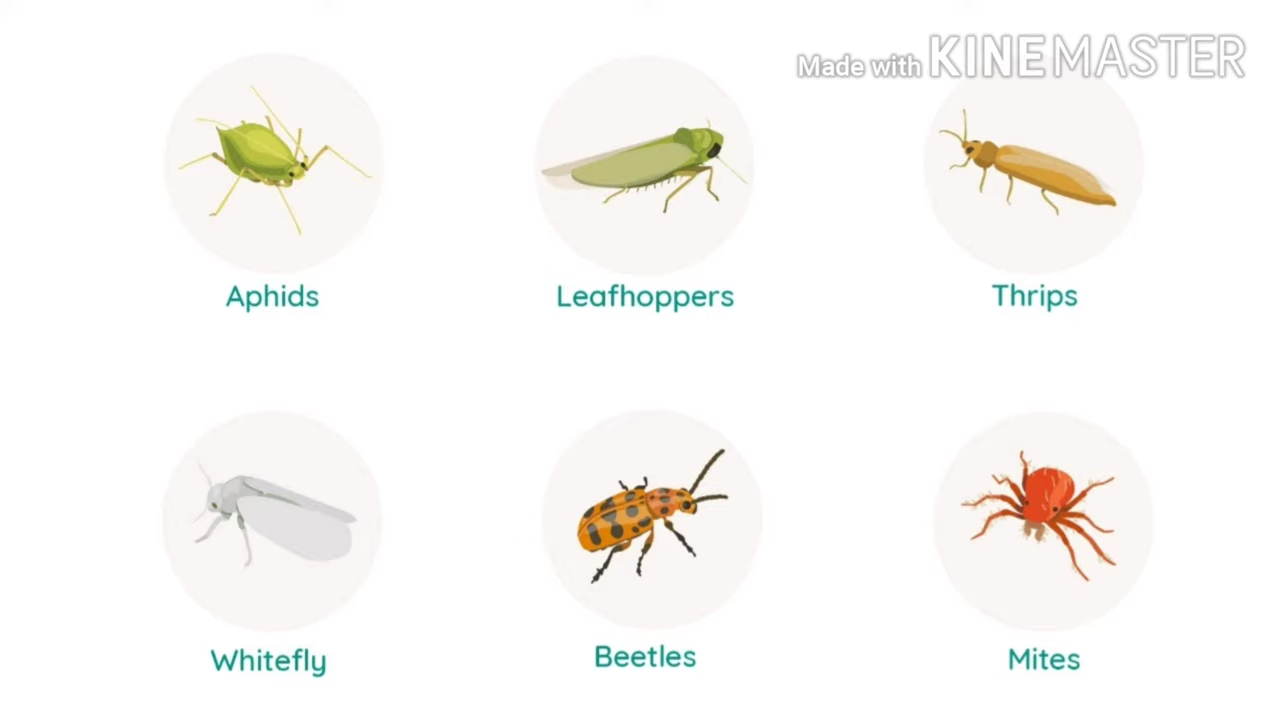 Made with KINEMASTER
Aphids
Leafhoppers
Thrips
Whitefly
Beetles
Mites